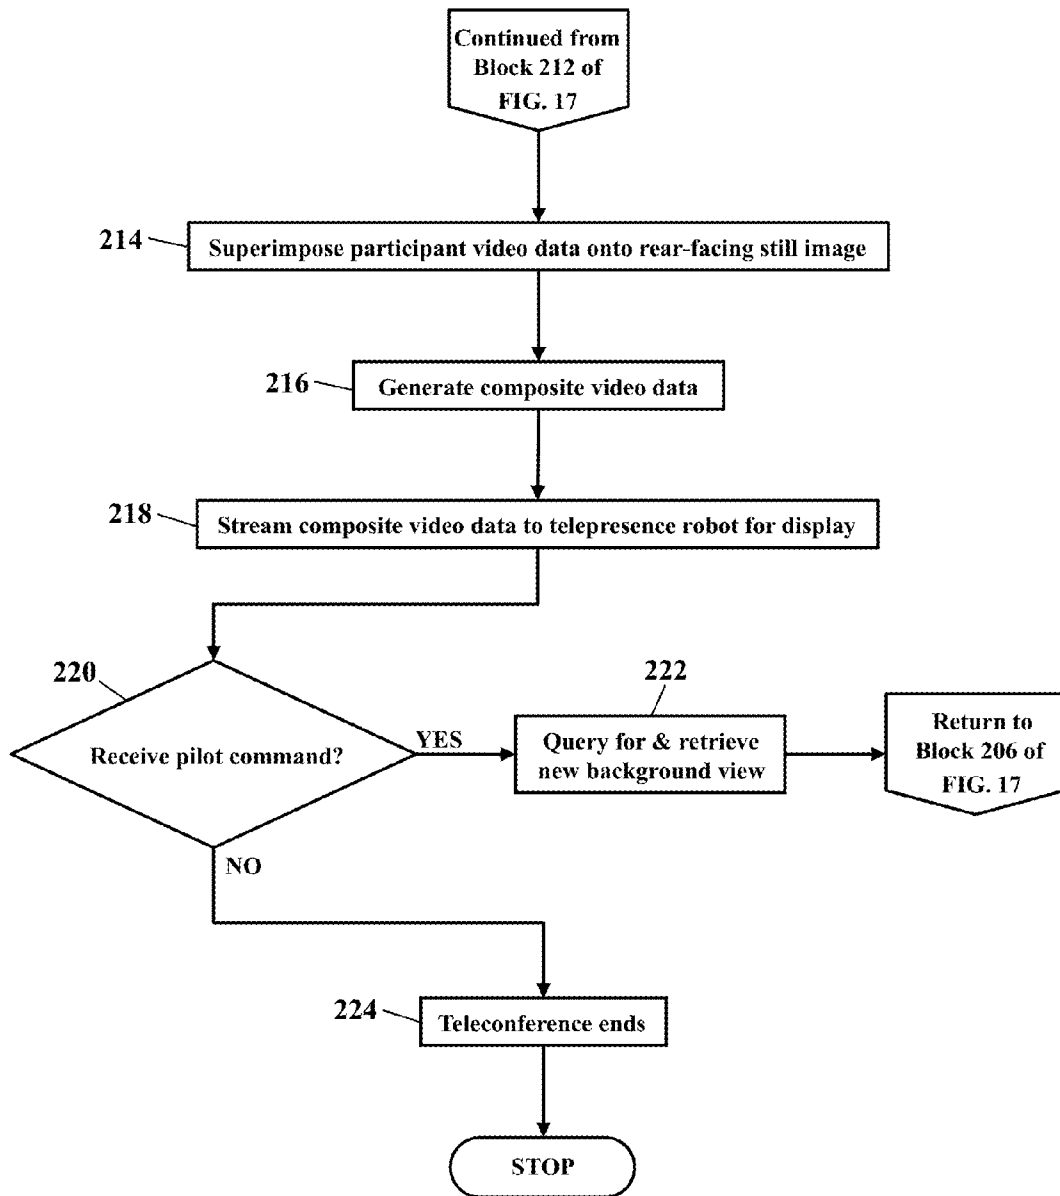 Continued from
Block 212 of
FIG. 17
214
Superimpose participant video data onto rear-facing still image
216
Generate composite video data
218
Stream composite video data to telepresence robot for display
220
Receive pilot command?
YES
222
Query for & retrieve
new background view
Return to
Block 206 of
FIG. 17
NO
224
Teleconference ends
STOP